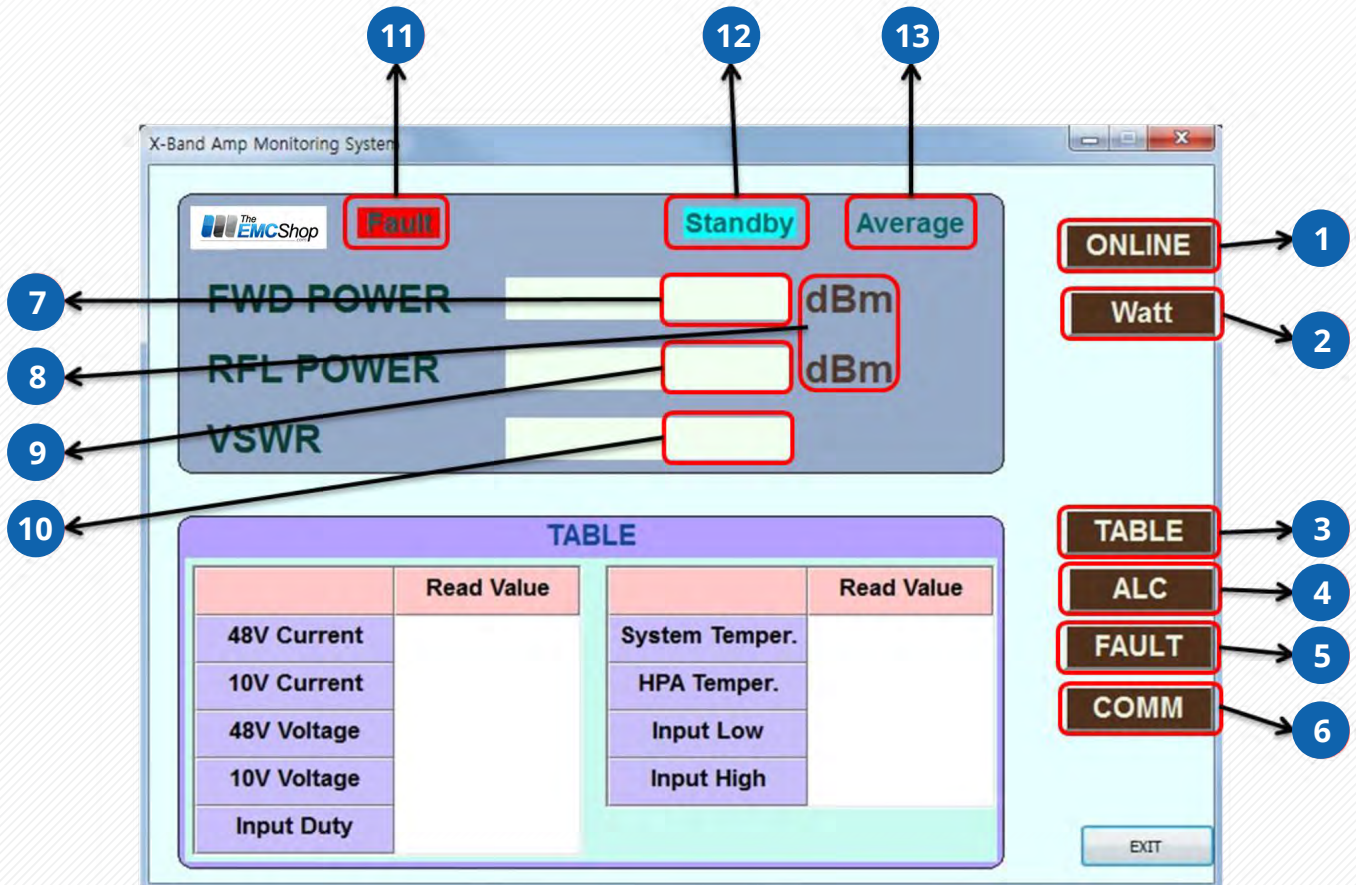 11 12 13
X-Band Amp Monitoring System
The EMCShop .com Fault Standby Average
ONLINE 1
7 FWD POWER dBm
Watt 2
8 RFL POWER dBm
9 VSWR
10
TABLE
TABLE 3
Read Value Read Value
ALC 4
48V Current System Temper.
FAULT 5
10V Current HPA Temper.
COMM 6
48V Voltage Input Low
10V Voltage Input High
Input Duty
EXIT